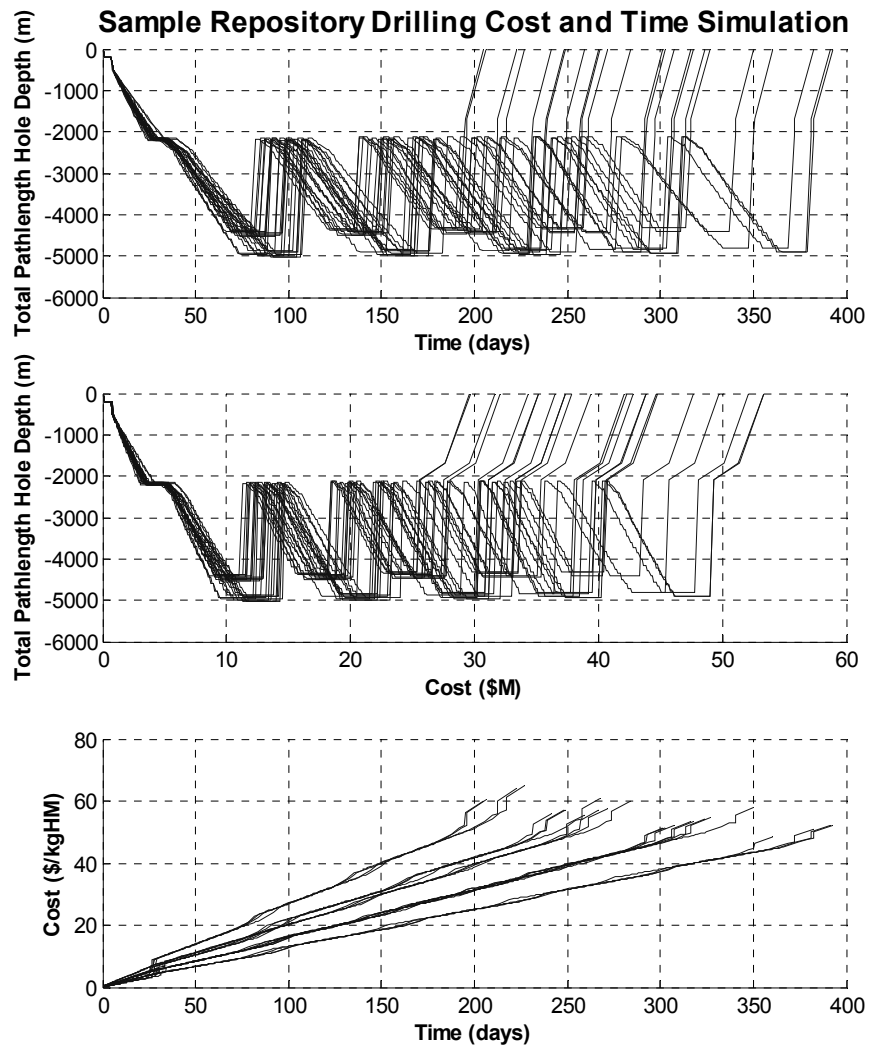 Sample Repository Drilling Cost and Time Simulation
Total Pathlength Hole Depth (m)
0
-1000
-2000
-3000
-4000
-5000
-6000
0 50 100 150 200 250 300 350 400
Time (days)
Total Pathlength Hole Depth (m)
0
-1000
-2000
-3000
-4000
-5000
-6000
0 10 20 30 40 50 60
Cost ($M)
Cost ($/kgHM)
80
60
40
20
0
0 50 100 150 200 250 300 350 400
Time (days)